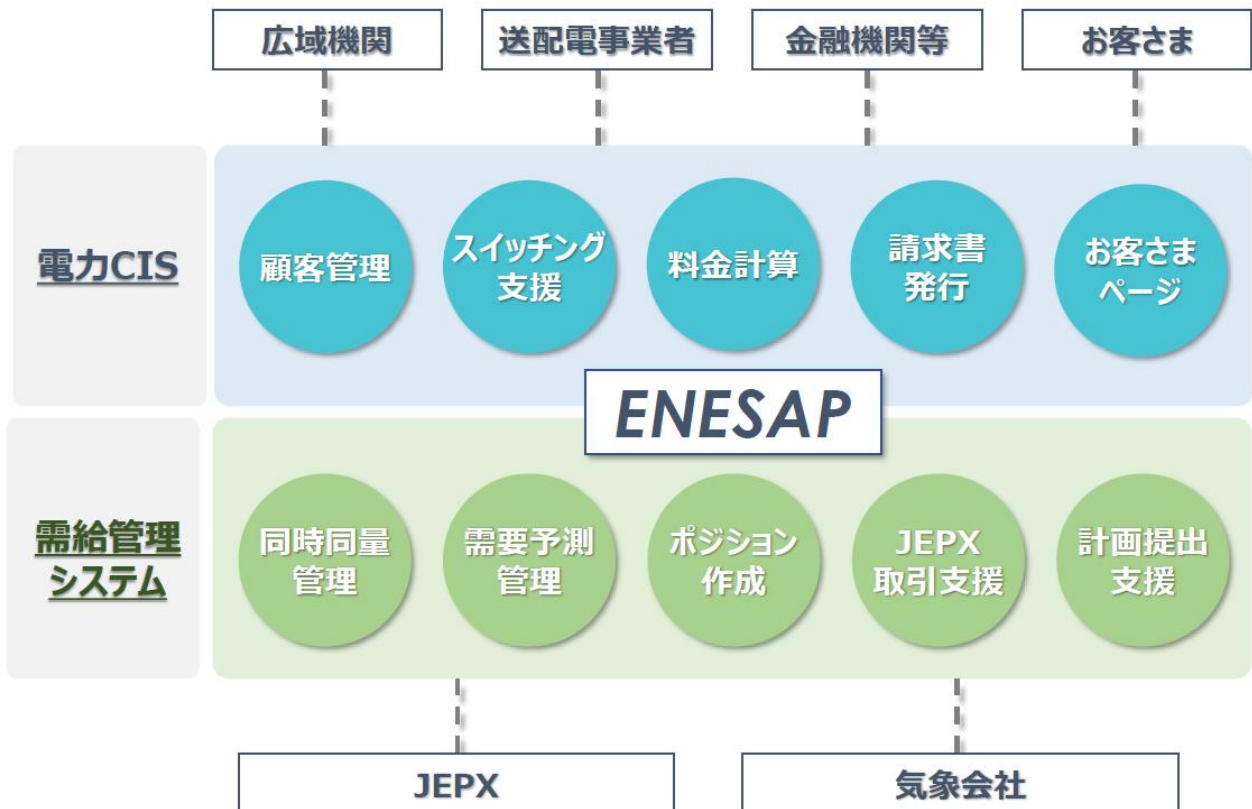 広域機関
送配電事業者
金融機関等
お客さま
電力CIS
顧客管理
スイッチング
支援
料金計算
請求書
発行
お客さま
ページ
ENESAP
需給管理
システム
同時同量
管理
需要予測
管理
ポジション
作成
JEPX
取引支援
計画提出
支援
JEPX
気象会社